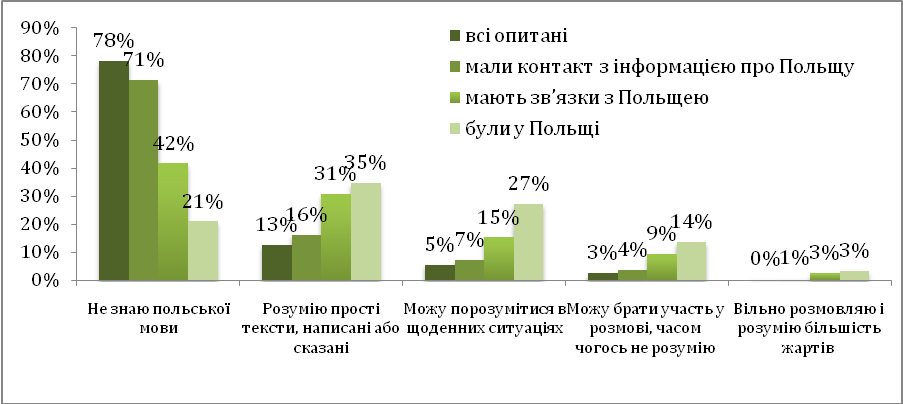 90%
80%
70%
60%
50%
40%
30%
20%
10%
0%
78%
71%
42%
21%
13%
16%
31%
35%
5%
7%
15%
27%
3%
4%
9%
14%
0%
1%
3%
3%
всі опитані
мали контакт з інформацією про Польщу
мають зв’язки з Польщею
були у Польщі
Не знаю польської
мови
Розумію прості
тексти, написані або
сказані
Можу порозумітися в
щоденних ситуаціях
Можу брати участь у
розмові, часом
чогось не розумію
Вільно розмовляю і
розумію більшість
жартів